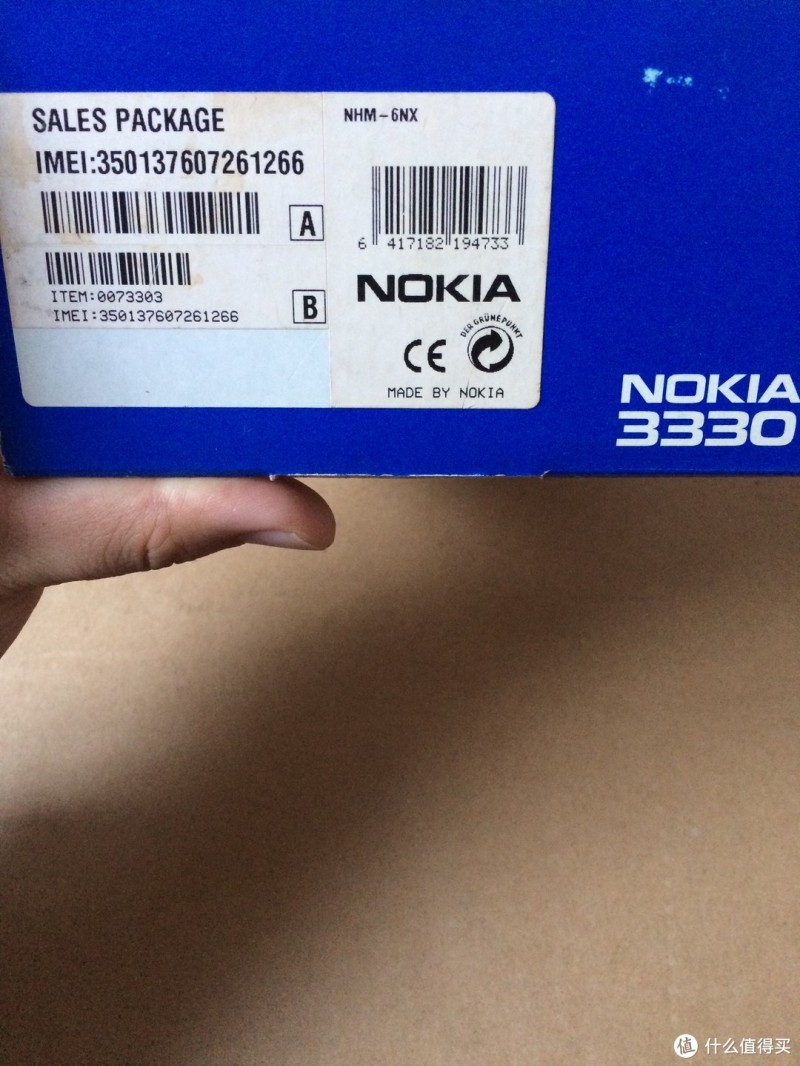 SALES PACKAGE
IMEI:350137607261266
A
ITEM:0073303
IMEI:350137607261266
B
NHM-6NX
6 417182 194733
NOKIA
CE
DER GRÜNE PUNKT
MADE BY NOKIA
NOKIA
3330
值 什么值得买